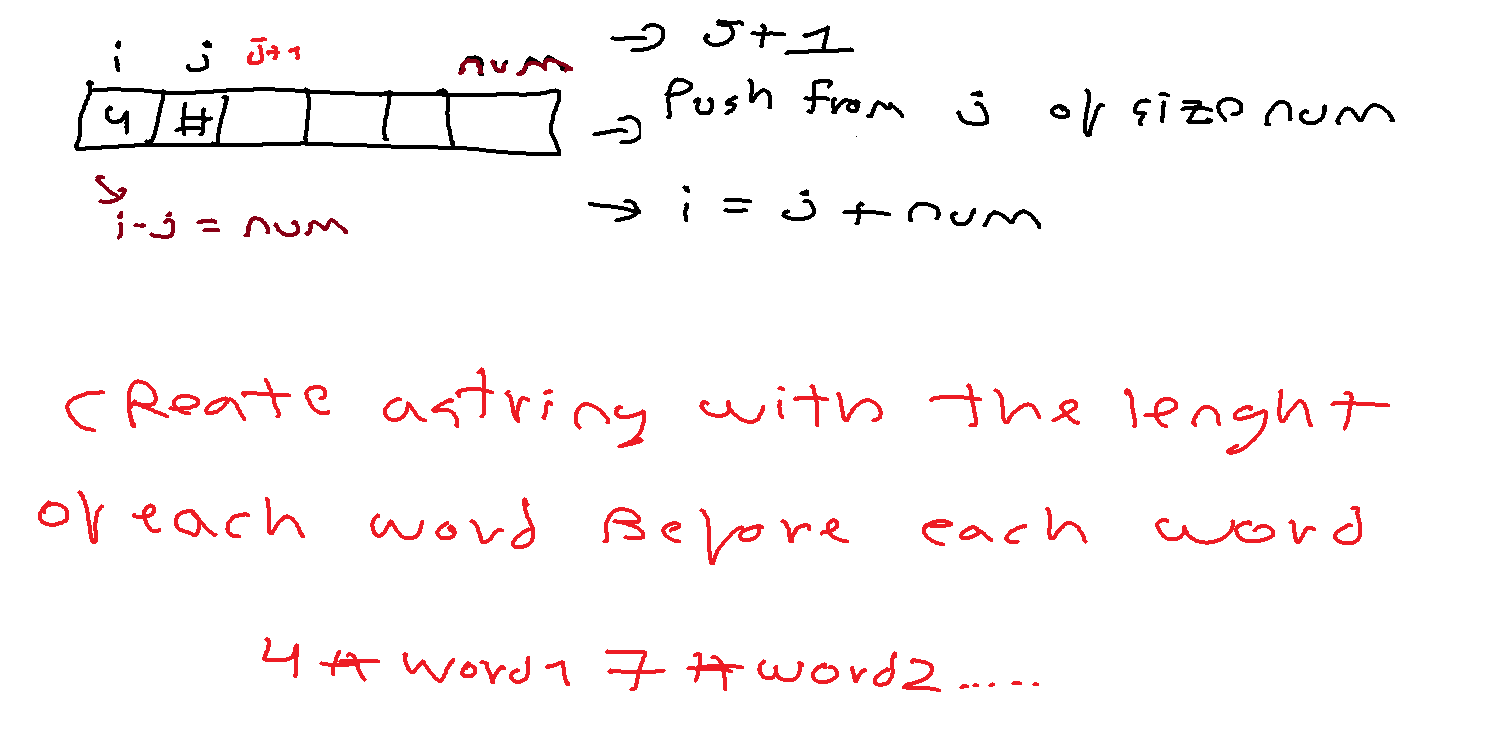 → J+1
i j J+1 num
4 #
Push from j of size num
i-j = num
→ i = j + num
CReate a string with the lenght
of each word Before each word
4 # word1 7 # word2 .....